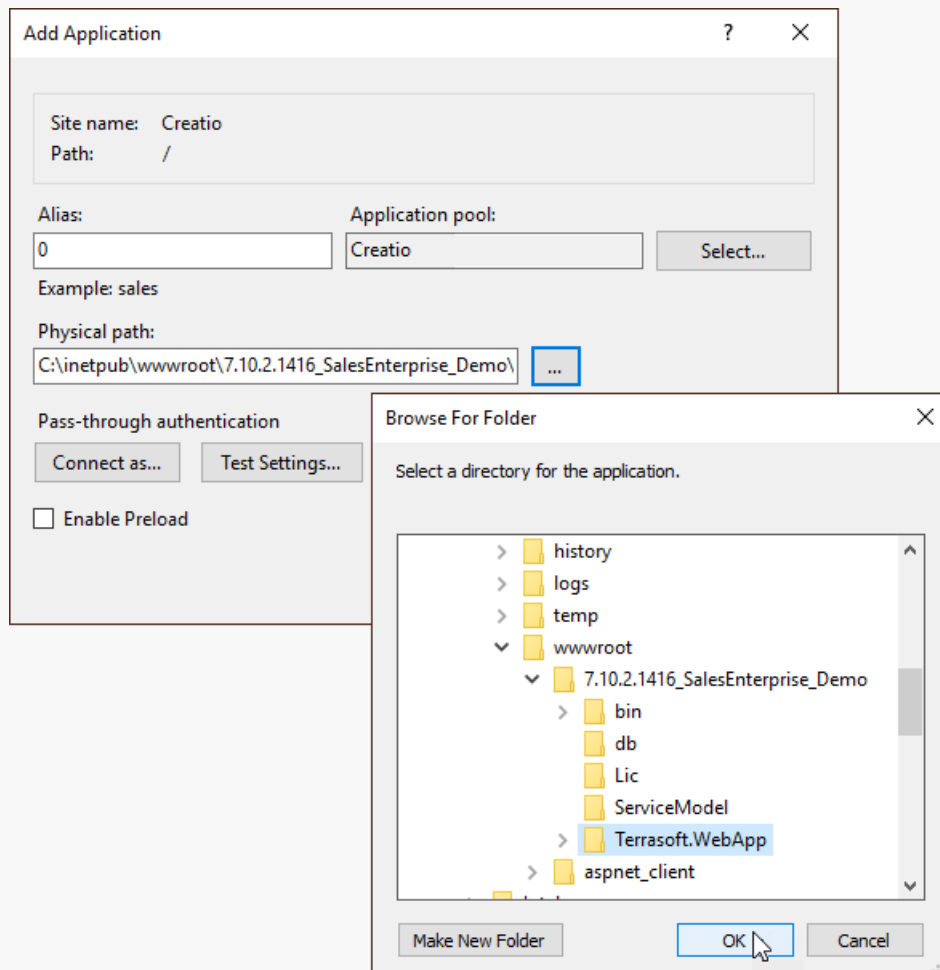 Add Application
?
Site name: Creatio
Path: /
Alias:
Application pool:
0
Creatio
Select...
Example: sales
Physical path:
C:\inetpub\wwwroot\7.10.2.1416_SalesEnterprise_Demo\
...
Pass-through authentication
Connect as...
Test Settings...
Enable Preload
Browse For Folder
Select a directory for the application.
history
logs
temp
wwwroot
7.10.2.1416_SalesEnterprise_Demo
bin
db
Lic
ServiceModel
Terrasoft.WebApp
aspnet_client
Make New Folder
OK
Cancel